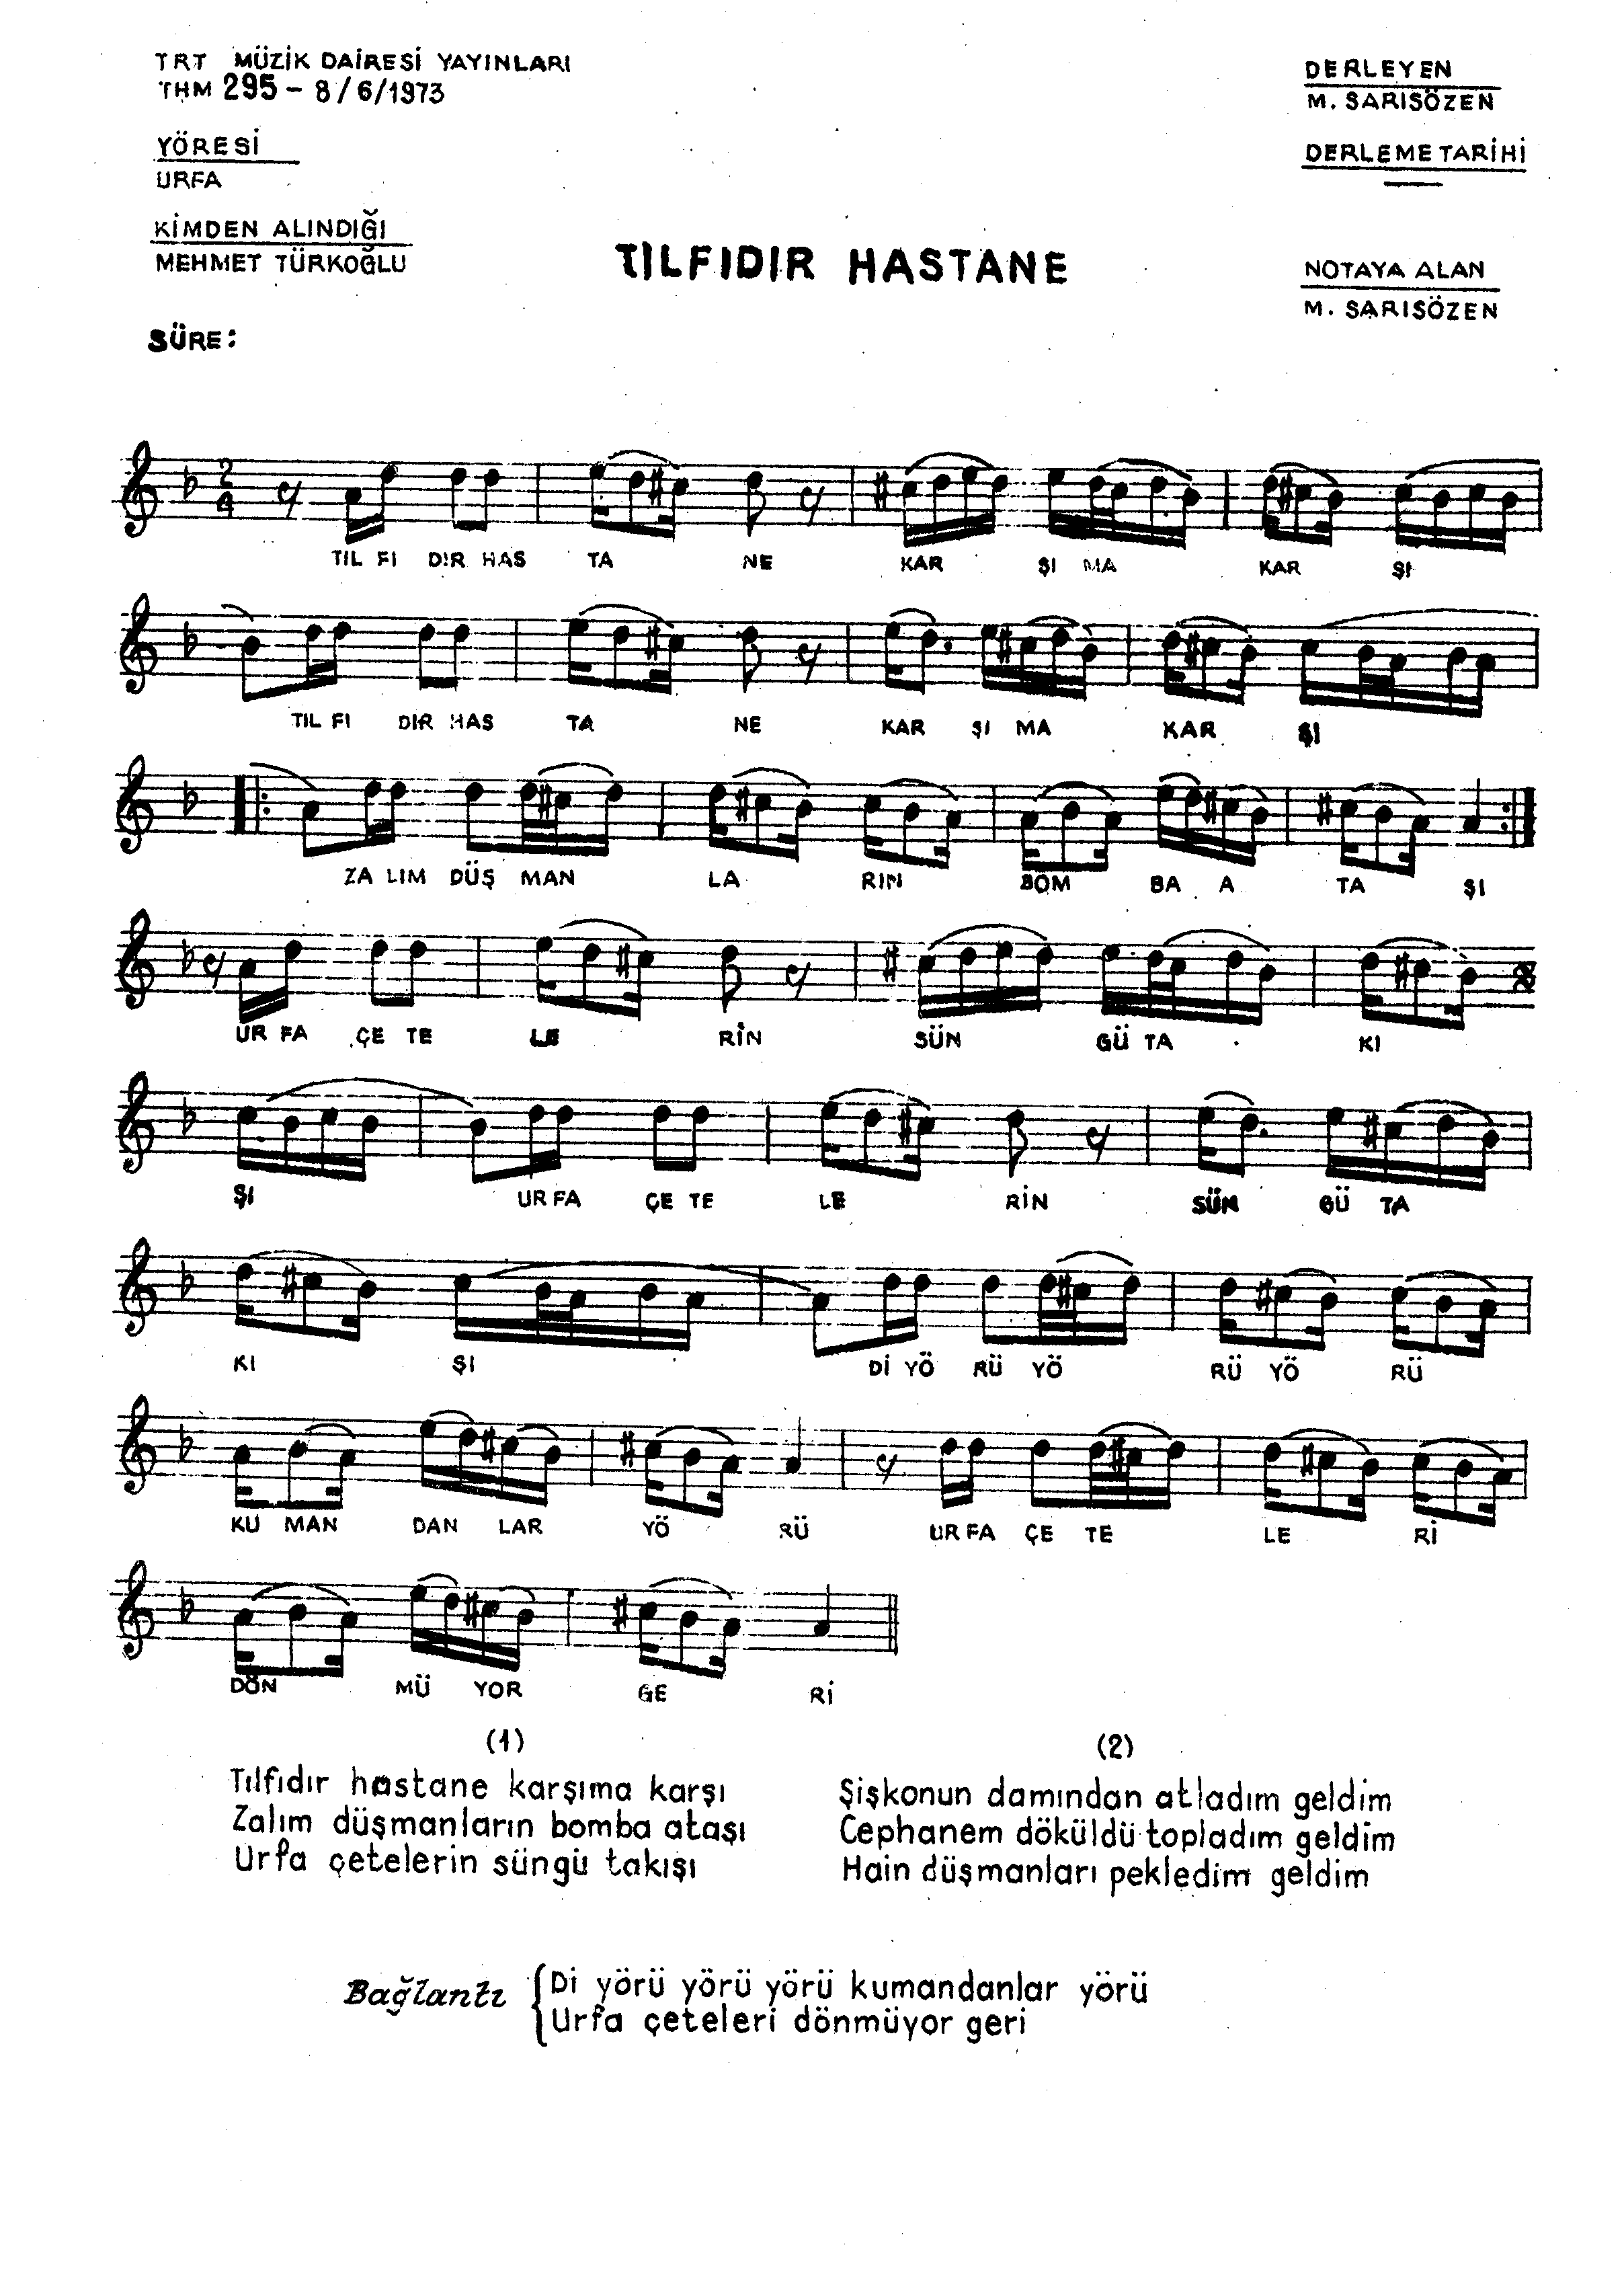 TRT MÜZİK DAİRESİ YAYINLARI
THM 295 - 8/6/1973
YÖRESİ
URFA
KİMDEN ALINDIĞI
MEHMET TÜRKOĞLU
SÜRE:
TILFIDIR HASTANE
DERLEYEN
M. SARISÖZEN
DERLEME TARİHİ
NOTAYA ALAN
M. SARISÖZEN
2
4
TIL FI DIR HAS TA NE KAR ŞI MA KAR ŞI
TIL FI DIR HAS TA NE KAR ŞI MA KAR ŞI
ZA LIM DÜŞ MAN LA RIN BOM BA A TA ŞI
UR FA ÇE TE LE RİN SÜN GÜ TA KI
ŞI UR FA ÇE TE LE RİN SÜN GÜ TA
KI ŞI Dİ YÖ RÜ YÖ RÜ YÖ RÜ
KU MAN DAN LAR YÖ RÜ UR FA ÇE TE LE Rİ
DÖN MÜ YOR GE Rİ
(1)
Tılfıdır hastane karşıma karşı
Zalım düşmanların bomba ataşı
Urfa çetelerin süngü takışı
(2)
Şişkonun damından atladım geldim
Cephanem döküldü topladım geldim
Hain düşmanları pekledim geldim
Bağlantı
Di yörü yörü yörü kumandanlar yörü
Urfa çeteleri dönmüyor geri